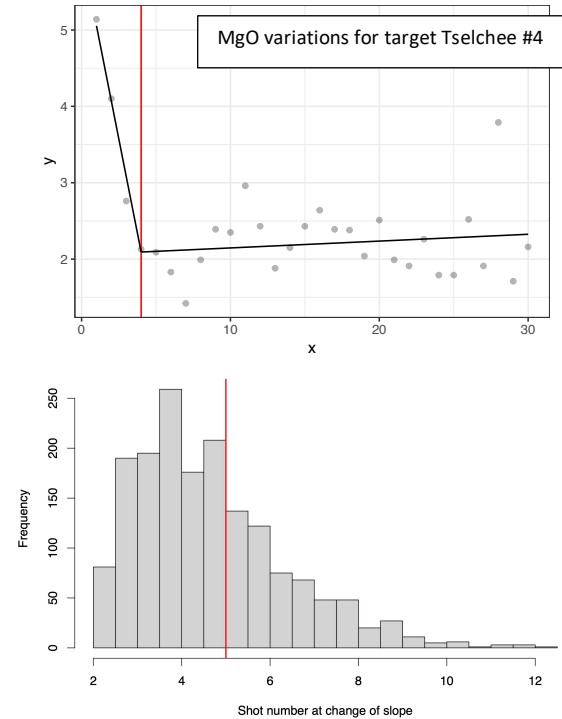 MgO variations for target Tselchee #4
5
4
3
2
y
0 10 20 30
x
250
200
150
100
50
0
Frequency
2 4 6 8 10 12
Shot number at change of slope